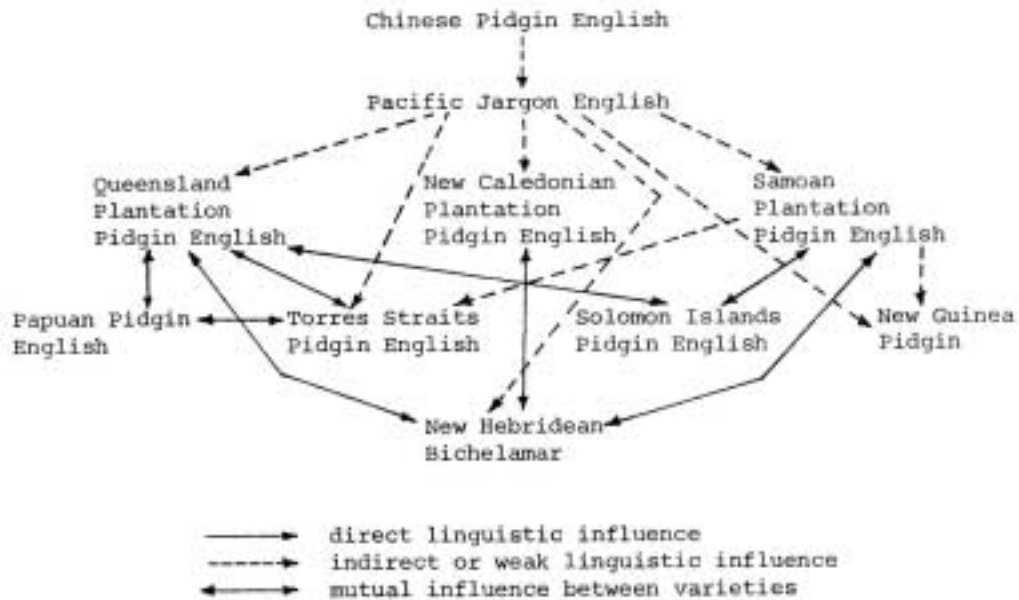 Chinese Pidgin English
Pacific Jargon English
Queensland
Plantation
Pidgin English
New Caledonian
Plantation
Pidgin English
Samoan
Plantation
Pidgin English
Papuan Pidgin
English
Torres Straits
Pidgin English
Solomon Islands
Pidgin English
New Guinea
Pidgin
New Hebridean
Bichelamar
direct linguistic influence
indirect or weak linguistic influence
mutual influence between varieties